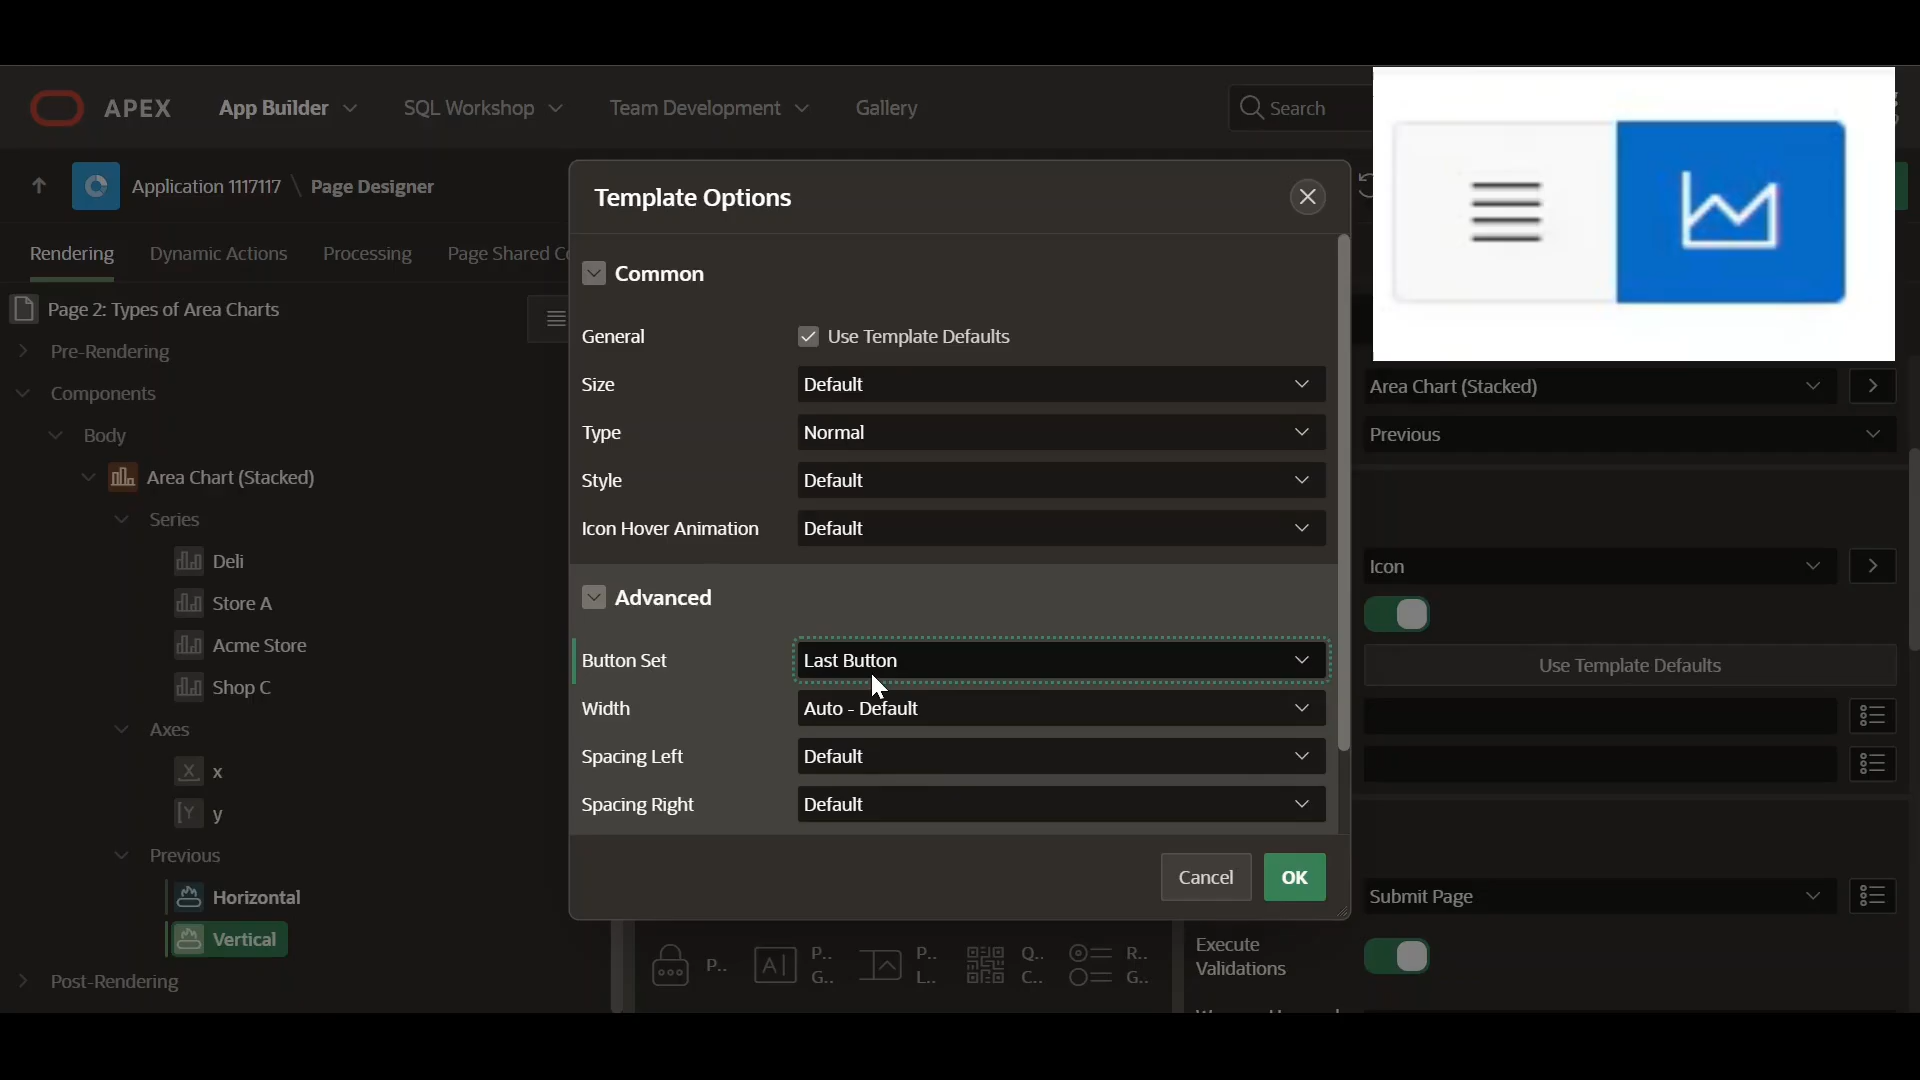 APEX App Builder SQL Workshop Team Development Gallery Search
Application 1117117 \ Page Designer
Rendering Dynamic Actions Processing Page Shared Co
Page 2: Types of Area Charts
Pre-Rendering
Components
Body
Area Chart (Stacked)
Series
Deli
Store A
Acme Store
Shop C
Axes
x
y
Previous
Horizontal
Vertical
Post-Rendering
Template Options
Common
General Use Template Defaults
Size Default
Type Normal
Style Default
Icon Hover Animation Default
Advanced
Button Set Last Button
Width Auto - Default
Spacing Left Default
Spacing Right Default
Cancel OK
P..
P..
G..
P..
L..
Q..
C..
R..
G..
Area Chart (Stacked)
Previous
Icon
Use Template Defaults
Submit Page
Execute
Validations